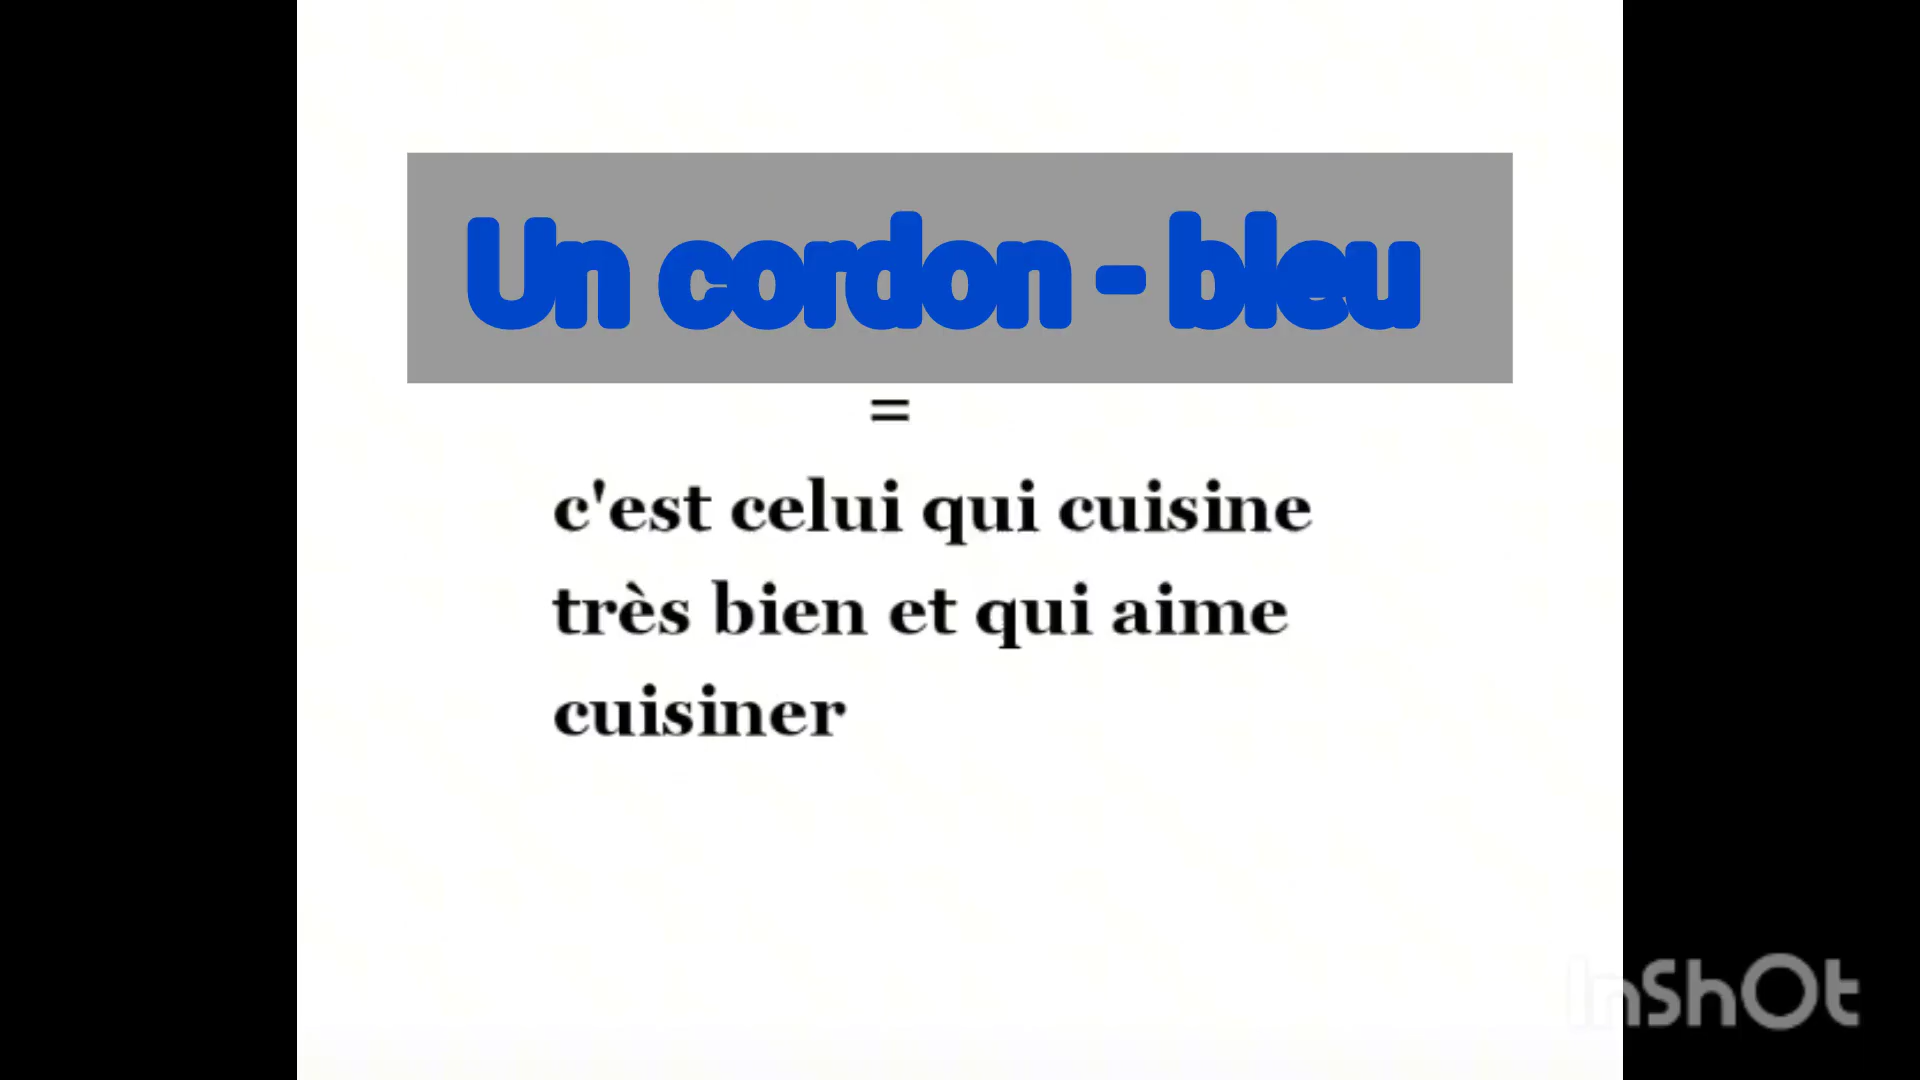 Un cordon - bleu
=
c'est celui qui cuisine
très bien et qui aime
cuisiner
InShOt